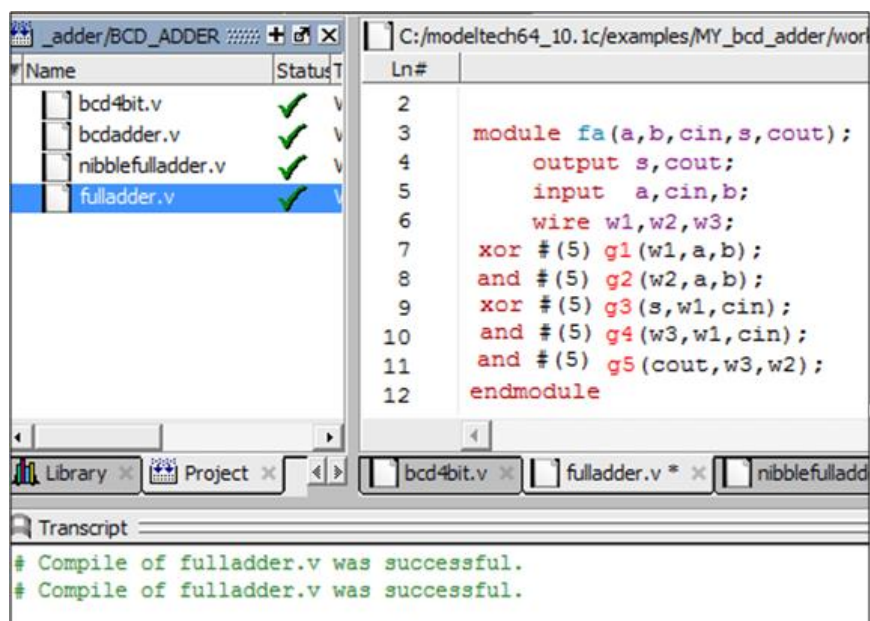 _adder/BCD_ADDER
Name Status T
bcd4bit.v
bcdadder.v
nibblefulladder.v
fulladder.v
Library Project
C:/modeltech64_10.1c/examples/MY_bcd_adder/work
Ln#
2
3 module fa(a,b,cin,s,cout);
4 output s,cout;
5 input a,cin,b;
6 wire w1,w2,w3;
7 xor #(5) g1(w1,a,b);
8 and #(5) g2(w2,a,b);
9 xor #(5) g3(s,w1,cin);
10 and #(5) g4(w3,w1,cin);
11 and #(5) g5(cout,w3,w2);
12 endmodule
bcd4bit.v fulladder.v * nibblefulladd
Transcript
# Compile of fulladder.v was successful.
# Compile of fulladder.v was successful.